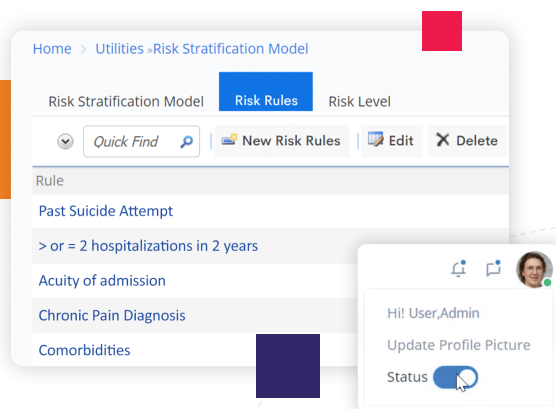 Home > Utilities »Risk Stratification Model
Risk Stratification Model Risk Rules Risk Level
Quick Find New Risk Rules Edit Delete
Rule
Past Suicide Attempt
> or = 2 hospitalizations in 2 years
Acuity of admission
Chronic Pain Diagnosis
Comorbidities
Hi! User,Admin
Update Profile Picture
Status